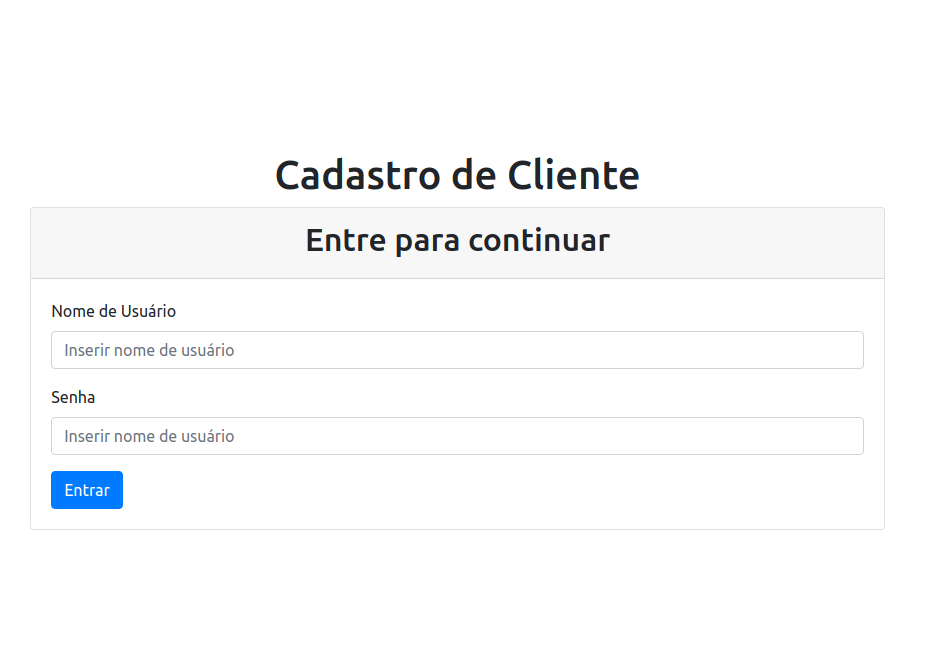 Cadastro de Cliente
Entre para continuar
Nome de Usuário
Inserir nome de usuário
Senha
Inserir nome de usuário
Entrar